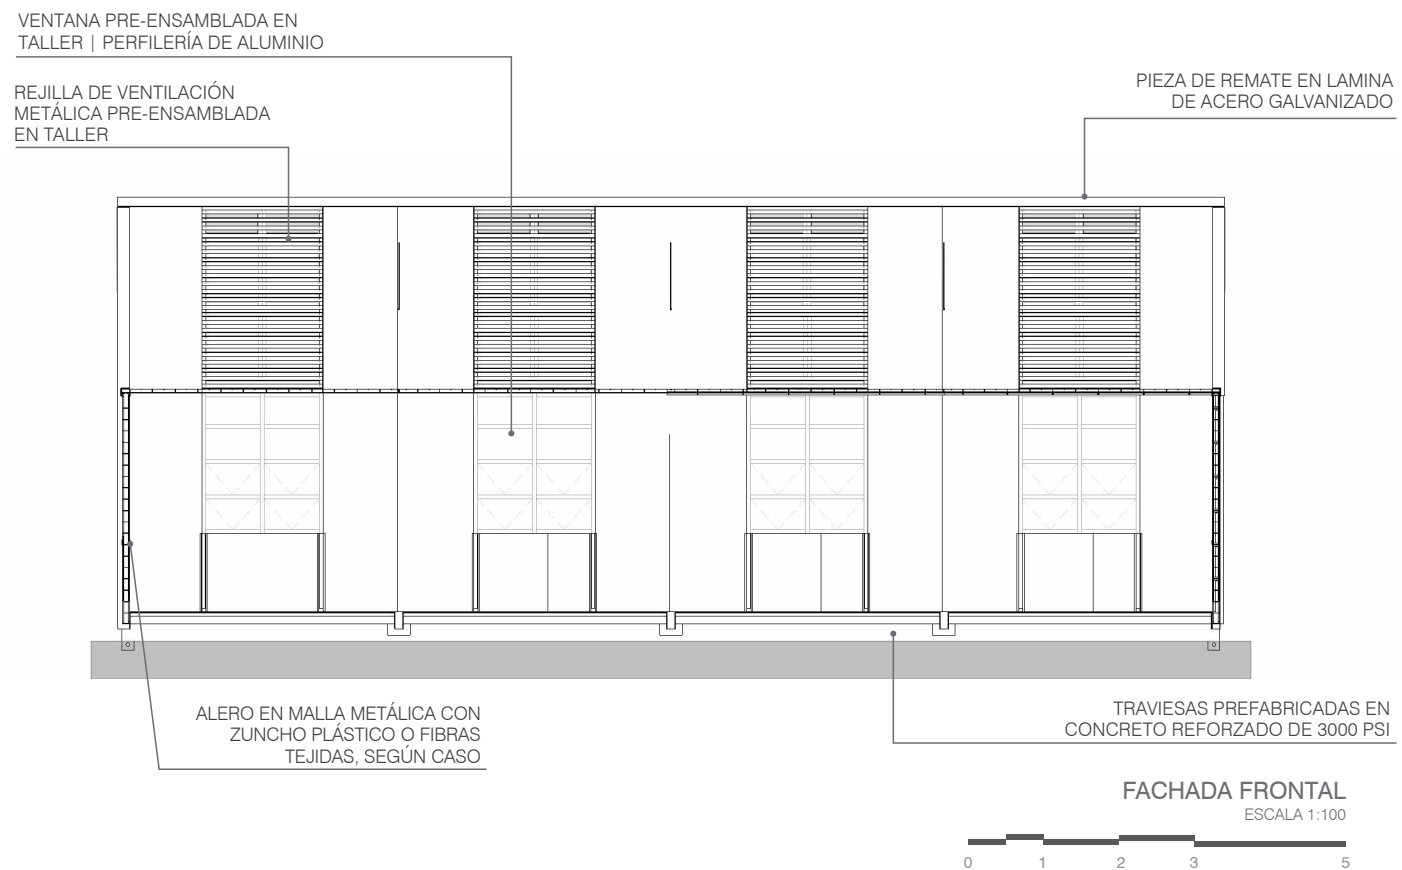 VENTANA PRE-ENSAMBLADA EN
TALLER | PERFILERÍA DE ALUMINIO
REJILLA DE VENTILACIÓN
METÁLICA PRE-ENSAMBLADA
EN TALLER
PIEZA DE REMATE EN LAMINA
DE ACERO GALVANIZADO
ALERO EN MALLA METÁLICA CON
ZUNCHO PLÁSTICO O FIBRAS
TEJIDAS, SEGÚN CASO
TRAVIESAS PREFABRICADAS EN
CONCRETO REFORZADO DE 3000 PSI
FACHADA FRONTAL
ESCALA 1:100
0 1 2 3 5